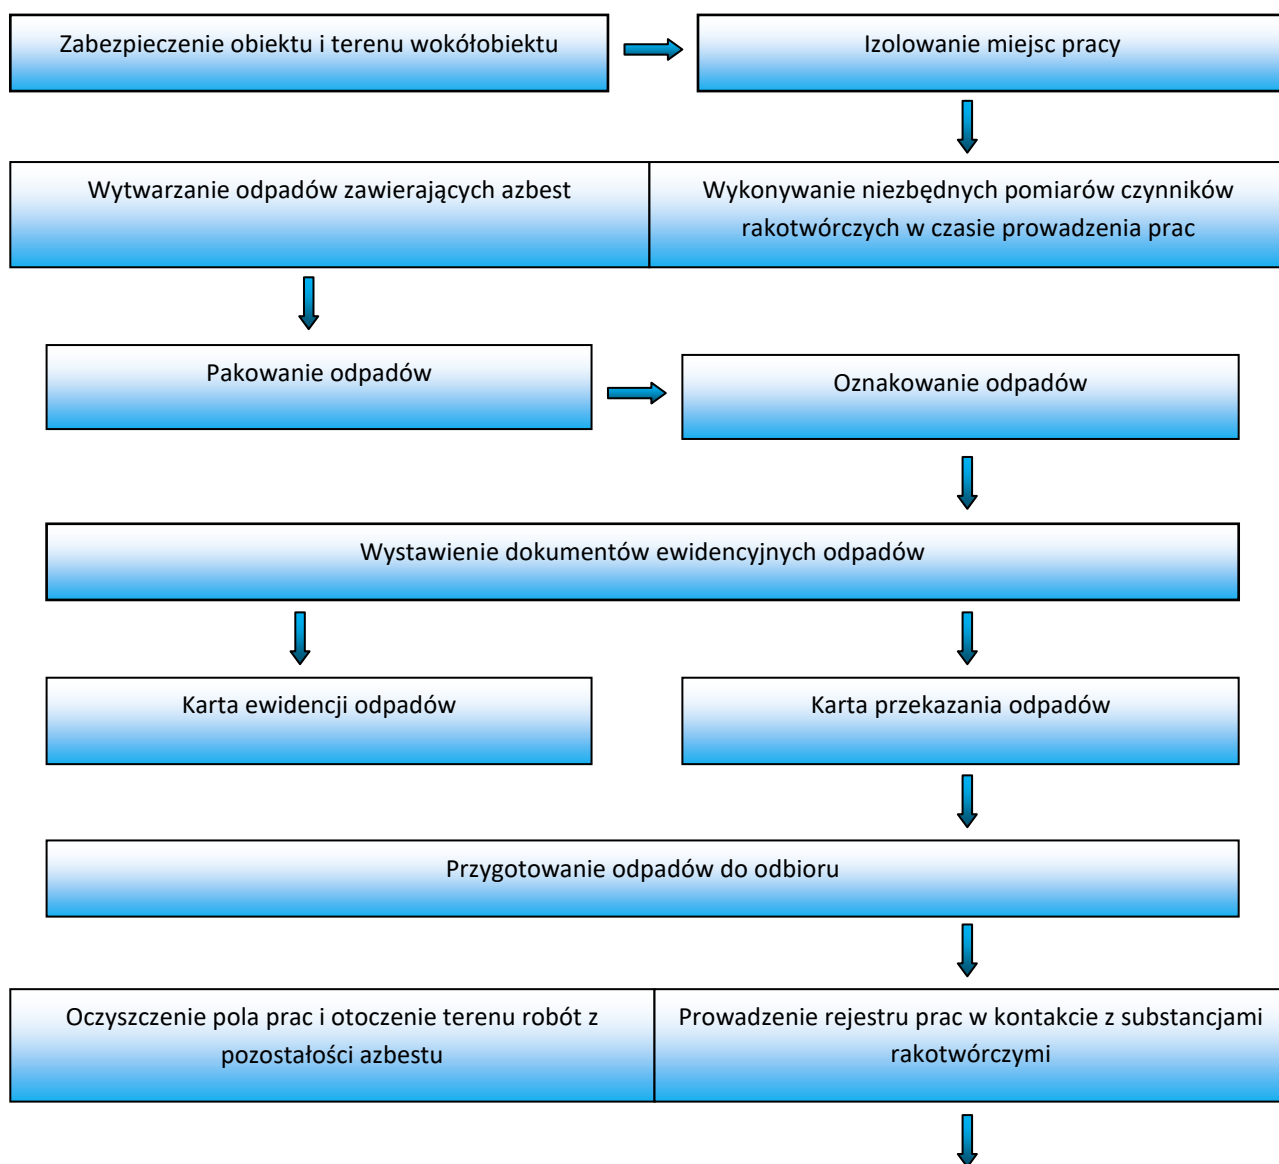 Zabezpieczenie obiektu i terenu wokółobiektu
Izolowanie miejsc pracy
Wytwarzanie odpadów zawierających azbest
Wykonywanie niezbędnych pomiarów czynników
rakotwórczych w czasie prowadzenia prac
Pakowanie odpadów
Oznakowanie odpadów
Wystawienie dokumentów ewidencyjnych odpadów
Karta ewidencji odpadów
Karta przekazania odpadów
Przygotowanie odpadów do odbioru
Oczyszczenie pola prac i otoczenie terenu robót z
pozostałości azbestu
Prowadzenie rejestru prac w kontakcie z substancjami
rakotwórczymi